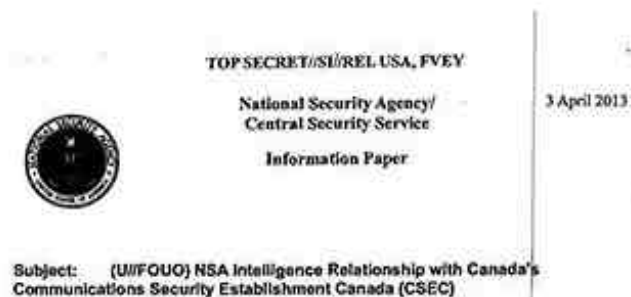 TOP SECRET//SI//REL USA, FVEY
National Security Agency/
Central Security Service
3 April 2013
Information Paper
Subject: (U//FOUO) NSA Intelligence Relationship with Canada's
Communications Security Establishment Canada (CSEC)